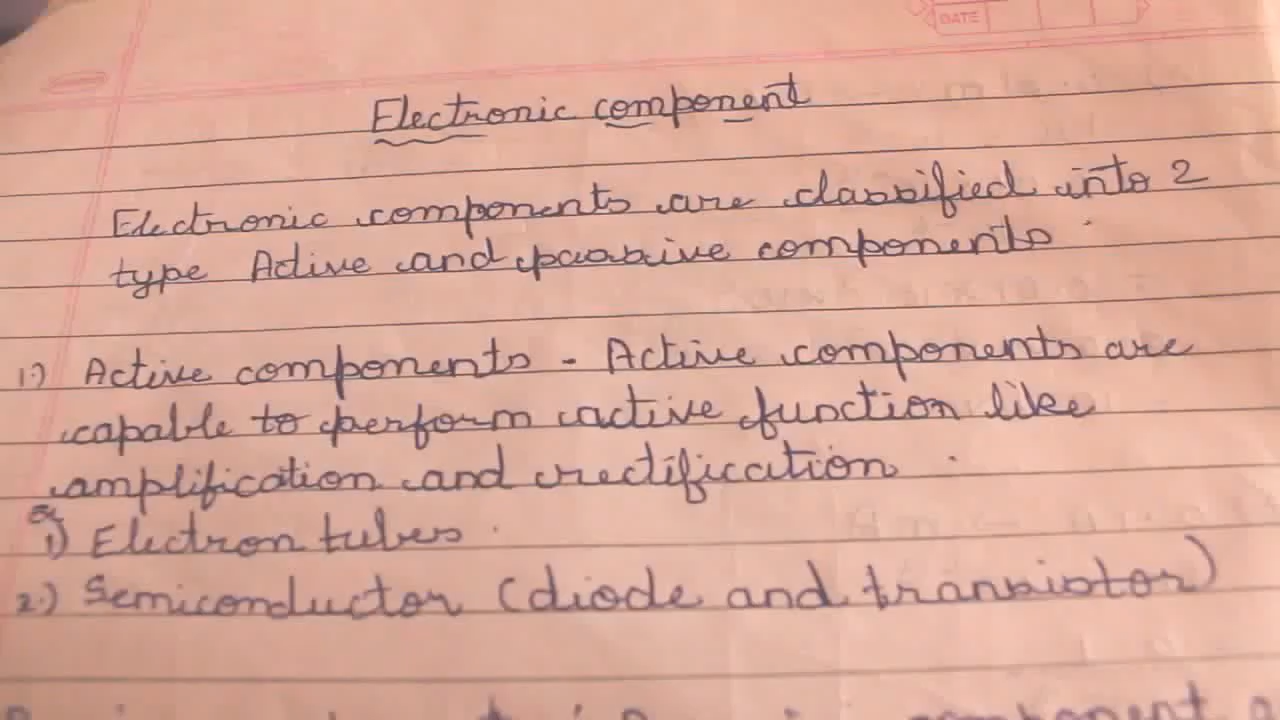 DATE
Electronic component
Electronic components are classified into 2
type Active and passive components
1.) Active components - Active components are
capable to perform active function like
amplification and rectification.
1) Electron tubes.
2.) Semiconductor (diode and transistor)
component